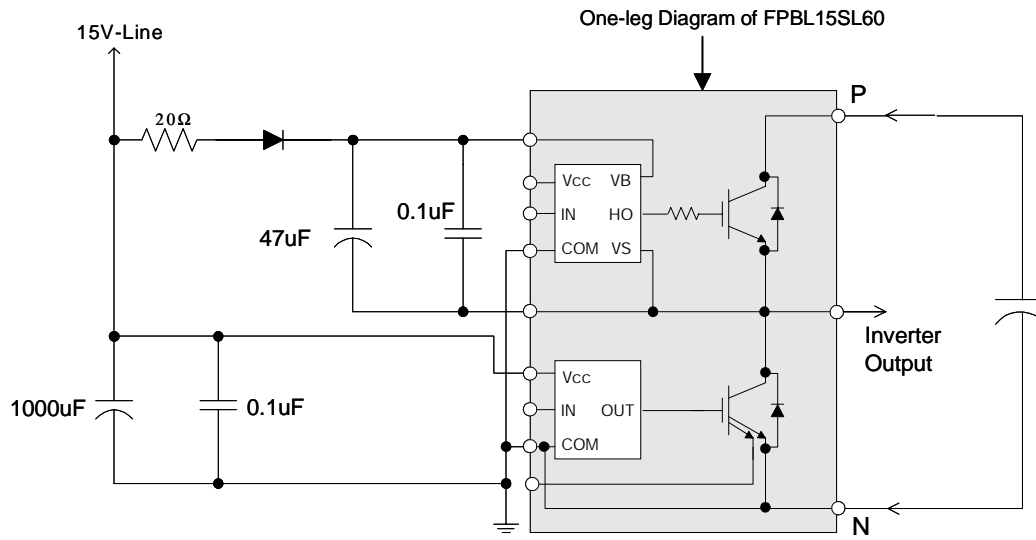 One-leg Diagram of FPBL15SL60
15V-Line
P
20Ω
Vcc VB
0.1uF
IN HO
47uF
COM VS
Inverter
Output
Vcc
1000uF
0.1uF
IN OUT
COM
N